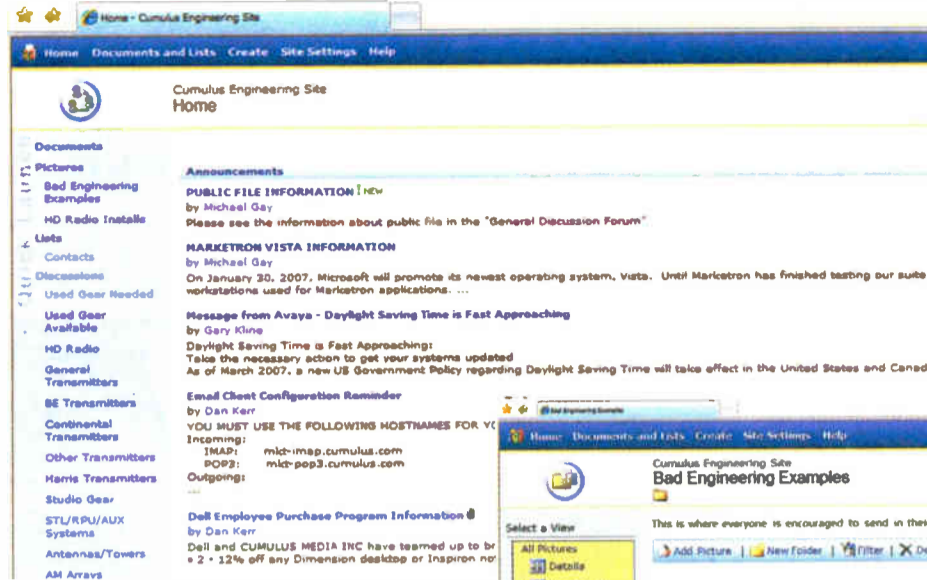 Home - Cumulus Engineering Site
Home Documents and Lists Create Site Settings Help
Cumulus Engineering Site
Home
Documents
Pictures
Bad Engineering
Examples
HD Radio Installs
Lists
Contacts
Discussions
Used Gear Needed
Used Gear
Available
HD Radio
General
Transmitters
BE Transmitters
Continental
Transmitters
Other Transmitters
Harris Transmitters
Studio Gear
STL/RPU/AUX
Systems
Antennas/Towers
AM Arrays
Announcements
PUBLIC FILE INFORMATION ! NEW
by Michael Gay
Please see the information about public file in the "General Discussion Forum"
MARKETRON VISTA INFORMATION
by Michael Gay
On January 30, 2007, Microsoft will promote its newest operating system, Vista. Until Marketron has finished testing our suite
workstations used for Marketron applications. ...
Message from Avaya - Daylight Saving Time is Fast Approaching
by Gary Kline
Daylight Saving Time is Fast Approaching:
Take the necessary action to get your systems updated
As of March 2007, a new US Government Policy regarding Daylight Saving Time will take effect in the United States and Canad
Email Client Configuration Reminder
by Dan Kerr
YOU MUST USE THE FOLLOWING HOSTNAMES FOR YO
Incoming:
IMAP: mkt-imap.cumulus.com
POP3: mkt-pop3.cumulus.com
Outgoing:
...
Dell Employee Purchase Program Information
by Dan Kerr
Dell and CUMULUS MEDIA INC have teamed up to br
• 2 - 12% off any Dimension desktop or Inspiron not
Bad Engineering Examples
Home Documents and Lists Create Site Settings Help
Cumulus Engineering Site
Bad Engineering Examples
Select a View
All Pictures
Details
This is where everyone is encouraged to send in their
Add Picture | New Folder | Filter | X De